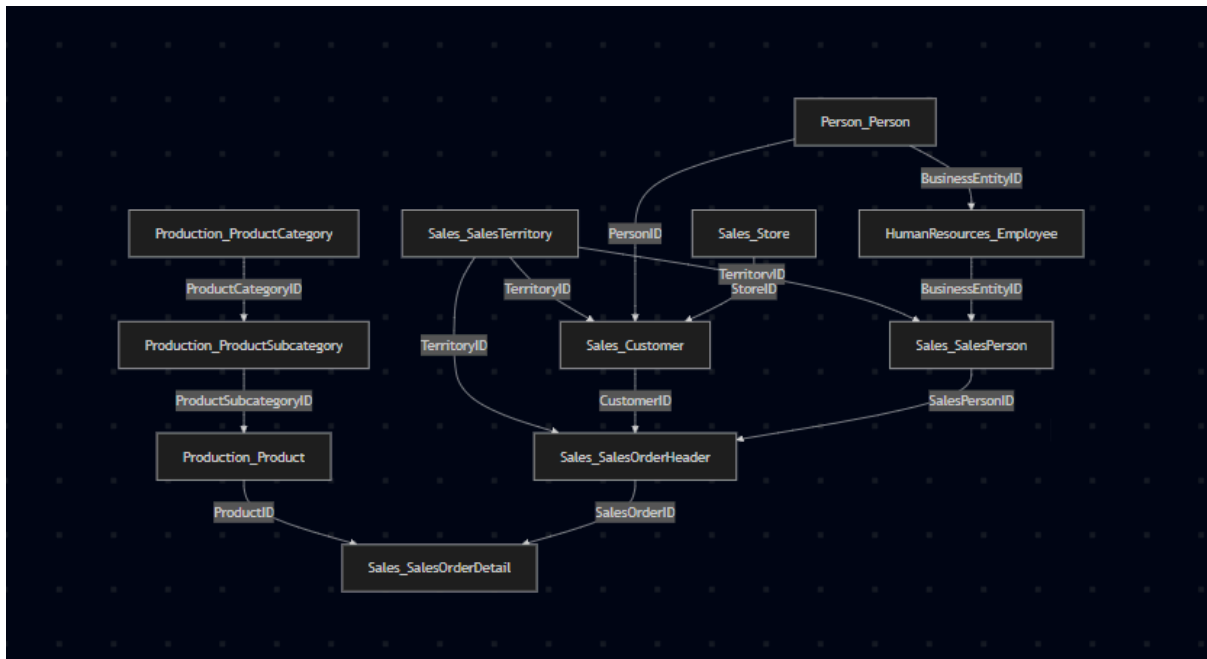 Person_Person
BusinessEntityID
Production_ProductCategory
Sales_SalesTerritory
PersonID
Sales_Store
HumanResources_Employee
ProductCategoryID
TerritoryID
TerritoryID
StoreID
BusinessEntityID
Production_ProductSubcategory
TerritoryID
Sales_Customer
Sales_SalesPerson
ProductSubcategoryID
CustomerID
SalesPersonID
Production_Product
Sales_SalesOrderHeader
ProductID
SalesOrderID
Sales_SalesOrderDetail